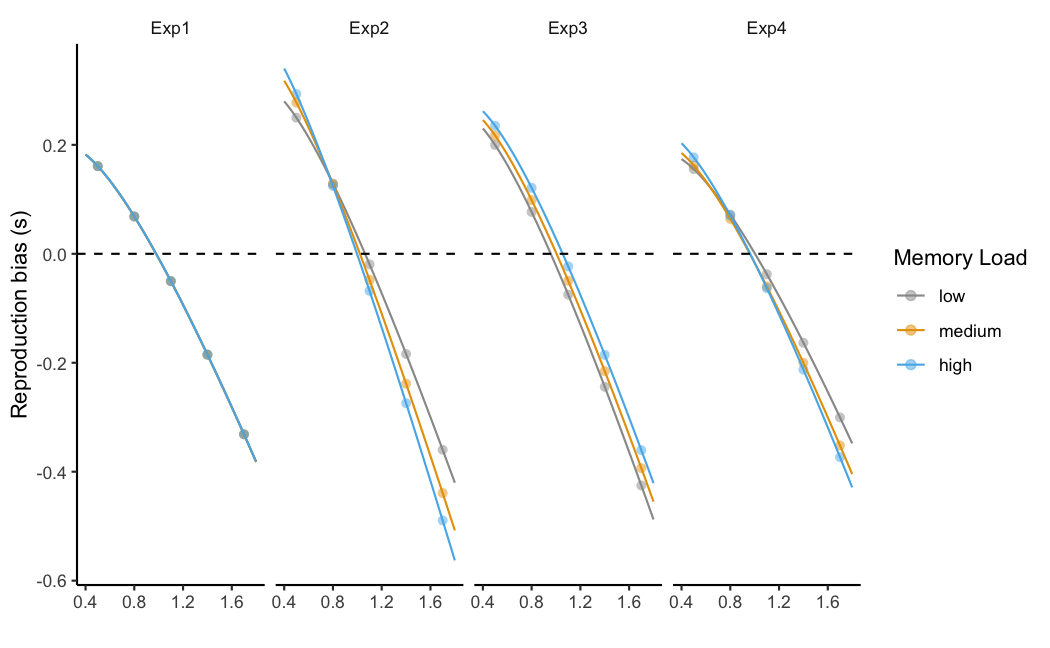 Exp1 Exp2 Exp3 Exp4
Reproduction bias (s)
0.2
0.0
-0.2
-0.4
-0.6
0.4 0.8 1.2 1.6 0.4 0.8 1.2 1.6 0.4 0.8 1.2 1.6 0.4 0.8 1.2 1.6
Memory Load
low
medium
high